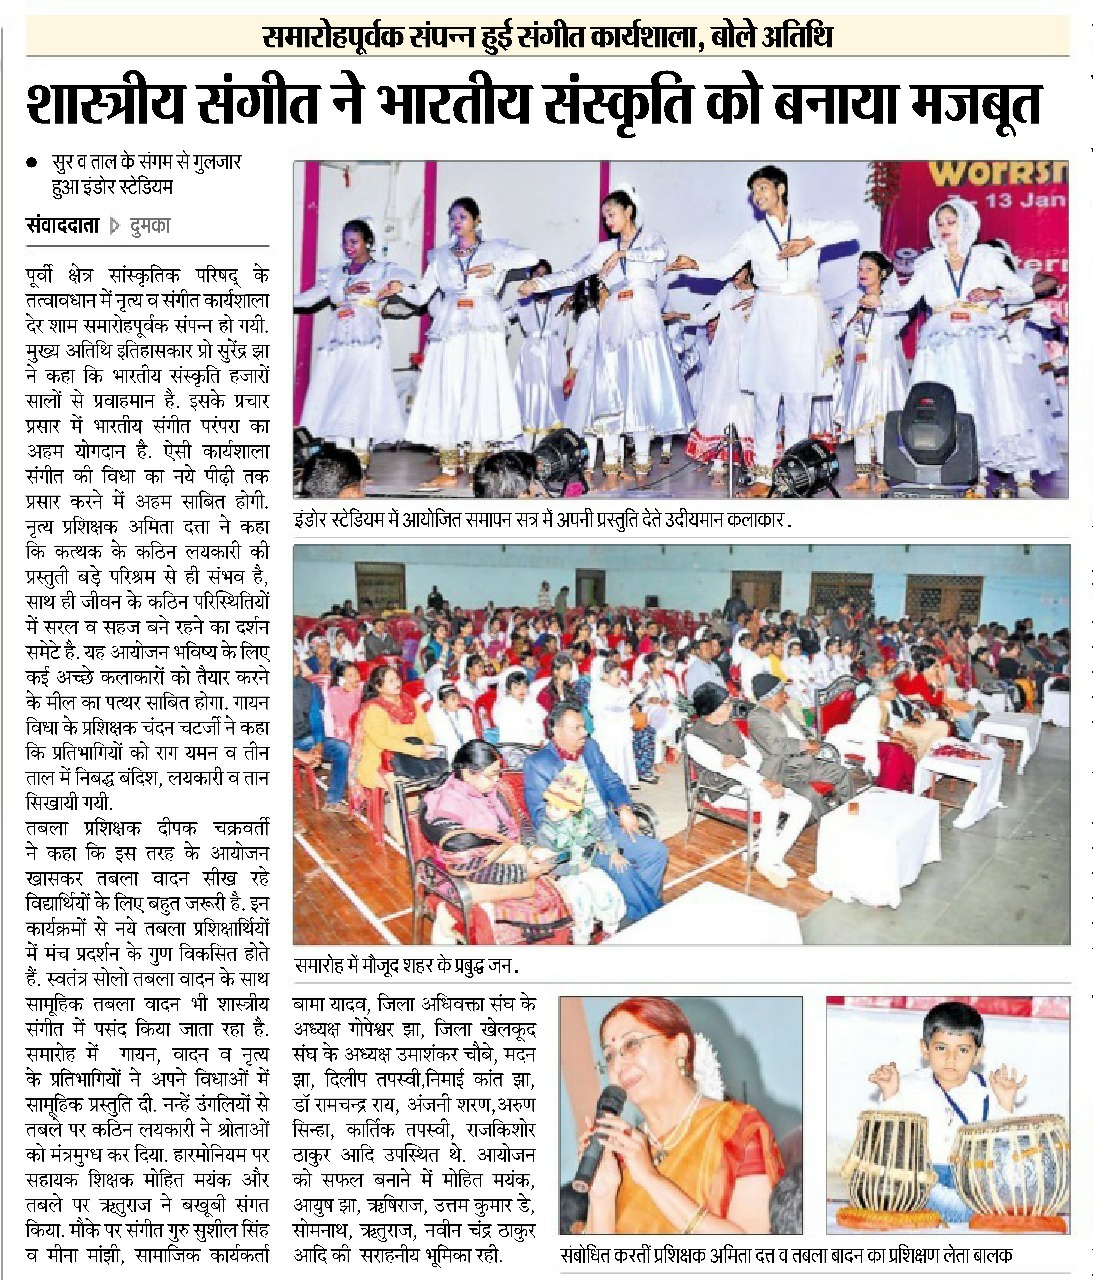 समारोहपूर्वक संपन्न हुई संगीत कार्यशाला, बोले अतिथि
शास्त्रीय संगीत ने भारतीय संस्कृति को बनाया मजबूत
● सुर व ताल के संगम से गुलजार
हुआ इंडोर स्टेडियम
संवाददाता ▷ दुमका
पूर्वी क्षेत्र सांस्कृतिक परिषद् के
तत्वावधान में नृत्य व संगीत कार्यशाला
देर शाम समारोहपूर्वक संपन्न हो गयी.
मुख्य अतिथि इतिहासकार प्रो सुरेंद्र झा
ने कहा कि भारतीय संस्कृति हजारों
सालों से प्रवाहमान है. इसके प्रचार
प्रसार में भारतीय संगीत परंपरा का
अहम योगदान है. ऐसी कार्यशाला
संगीत की विधा का नये पीढ़ी तक
प्रसार करने में अहम साबित होगी.
नृत्य प्रशिक्षक अमिता दत्ता ने कहा
कि कत्थक के कठिन लयकारी की
प्रस्तुती बड़े परिश्रम से ही संभव है,
साथ ही जीवन के कठिन परिस्थितियों
में सरल व सहज बने रहने का दर्शन
समेटे है. यह आयोजन भविष्य के लिए
कई अच्छे कलाकारों को तैयार करने
के मील का पत्थर साबित होगा. गायन
विधा के प्रशिक्षक चंदन चटर्जी ने कहा
कि प्रतिभागियों को राग यमन व तीन
ताल में निबद्ध बंदिश, लयकारी व तान
सिखायी गयी.
तबला प्रशिक्षक दीपक चक्रवर्ती
ने कहा कि इस तरह के आयोजन
खासकर तबला वादन सीख रहे
विद्यार्थियों के लिए बहुत जरूरी है. इन
कार्यक्रमों से नये तबला प्रशिक्षार्थियों
में मंच प्रदर्शन के गुण विकसित होते
हैं. स्वतंत्र सोलो तबला वादन के साथ
सामूहिक तबला वादन भी शास्त्रीय
संगीत में पसंद किया जाता रहा है.
समारोह में गायन, वादन व नृत्य
के प्रतिभागियों ने अपने विधाओं में
सामूहिक प्रस्तुति दी. नन्हें उंगलियों से
तबले पर कठिन लयकारी ने श्रोताओं
को मंत्रमुग्ध कर दिया. हारमोनियम पर
सहायक शिक्षक मोहित मयंक और
तबले पर ऋतुराज ने बखूबी संगत
किया. मौके पर संगीत गुरु सुशील सिंह
व मीना मांझी, सामाजिक कार्यकर्ता
बामा यादव, जिला अधिवक्ता संघ के
अध्यक्ष गोपेश्वर झा, जिला खेलकूद
संघ के अध्यक्ष उमाशंकर चौबे, मदन
झा, दिलीप तपस्वी,निमाई कांत झा,
डॉ रामचन्द्र राय, अंजनी शरण,अरुण
सिन्हा, कार्तिक तपस्वी, राजकिशोर
ठाकुर आदि उपस्थित थे. आयोजन
को सफल बनाने में मोहित मयंक,
आयुष झा, ऋषिराज, उत्तम कुमार डे,
सोमनाथ, ऋतुराज, नवीन चंद्र ठाकुर
आदि की सराहनीय भूमिका रही.
Worksh
7 - 13 Jan
इंडोर स्टेडियम में आयोजित समापन सत्र में अपनी प्रस्तुति देते उदीयमान कलाकार.
समारोह में मौजूद शहर के प्रबुद्ध जन.
संबोधित करतीं प्रशिक्षक अमिता दत्त व तबला बादन का प्रशिक्षण लेता बालक